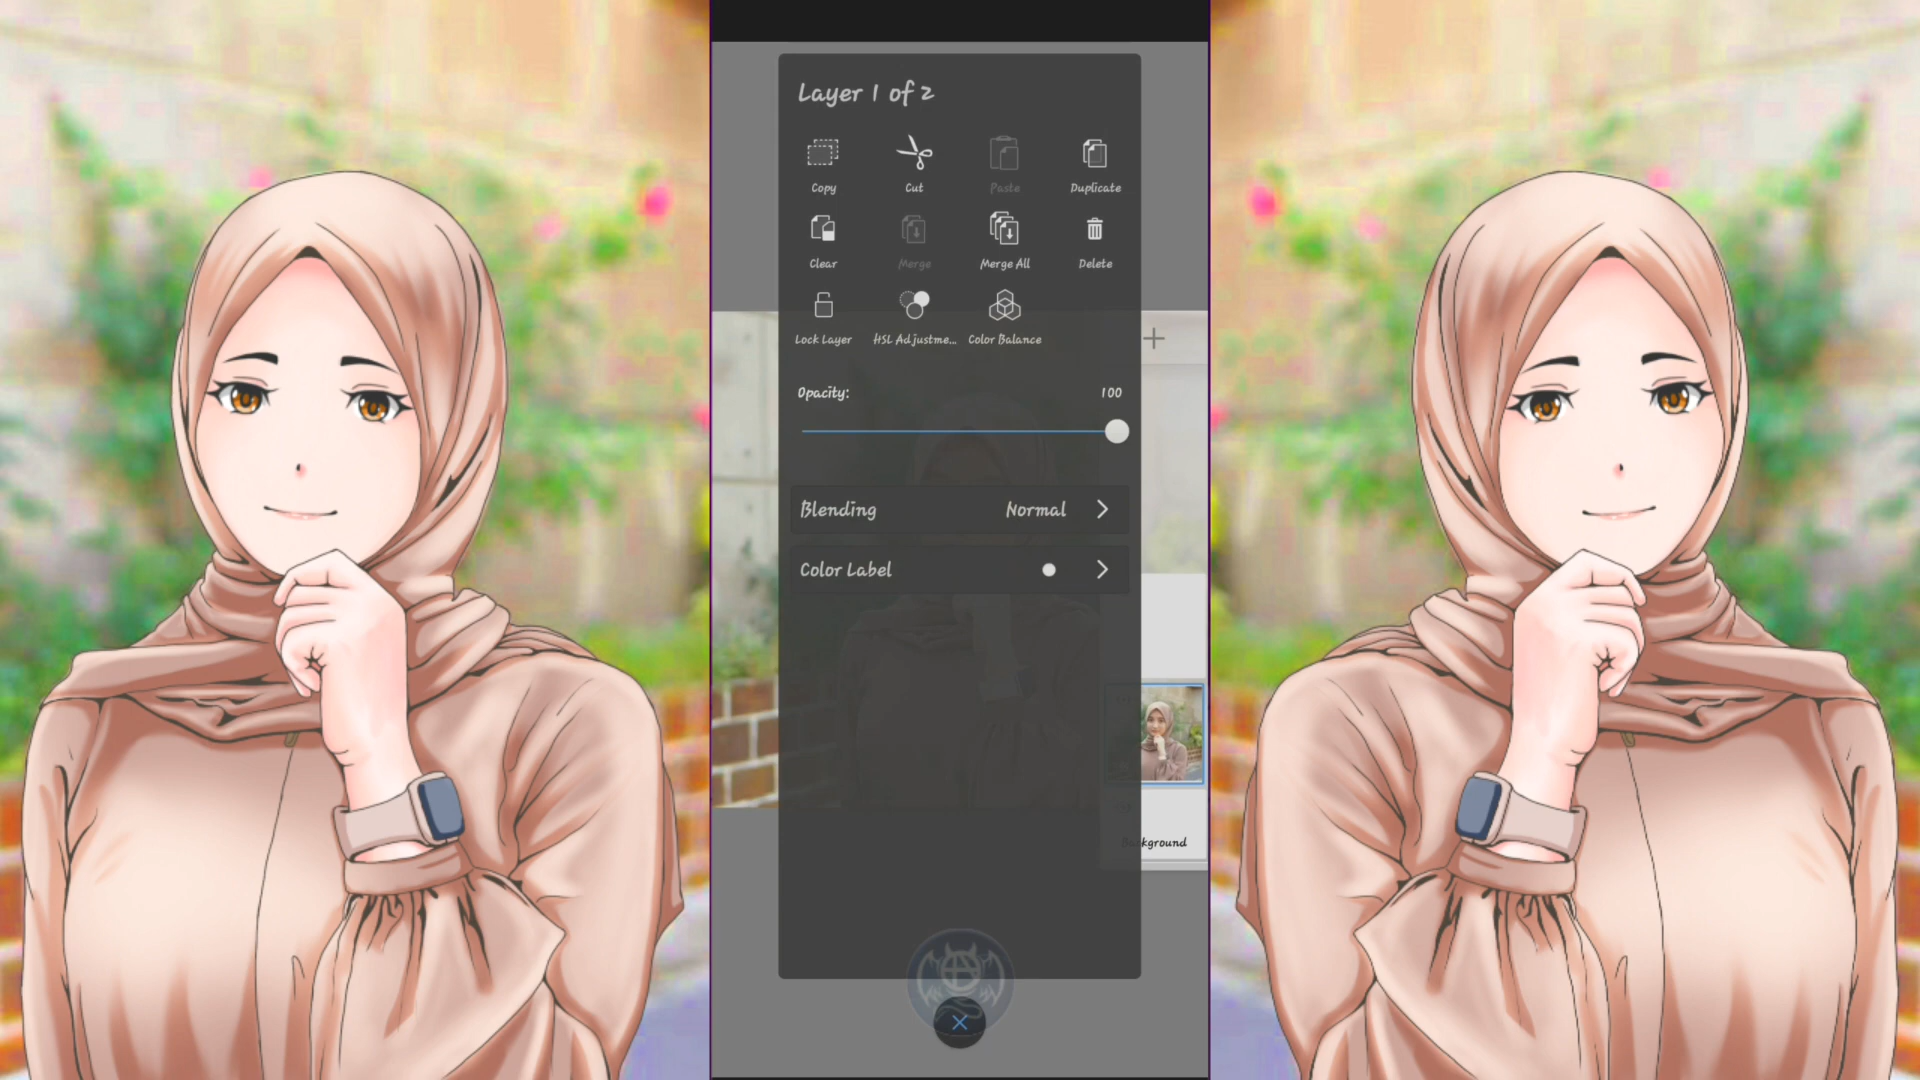 Layer 1 of 2
Copy Cut Paste Duplicate
Clear Merge Merge All Delete
Lock Layer HSL Adjustme... Color Balance
Opacity: 100
Blending Normal
Color Label
Background